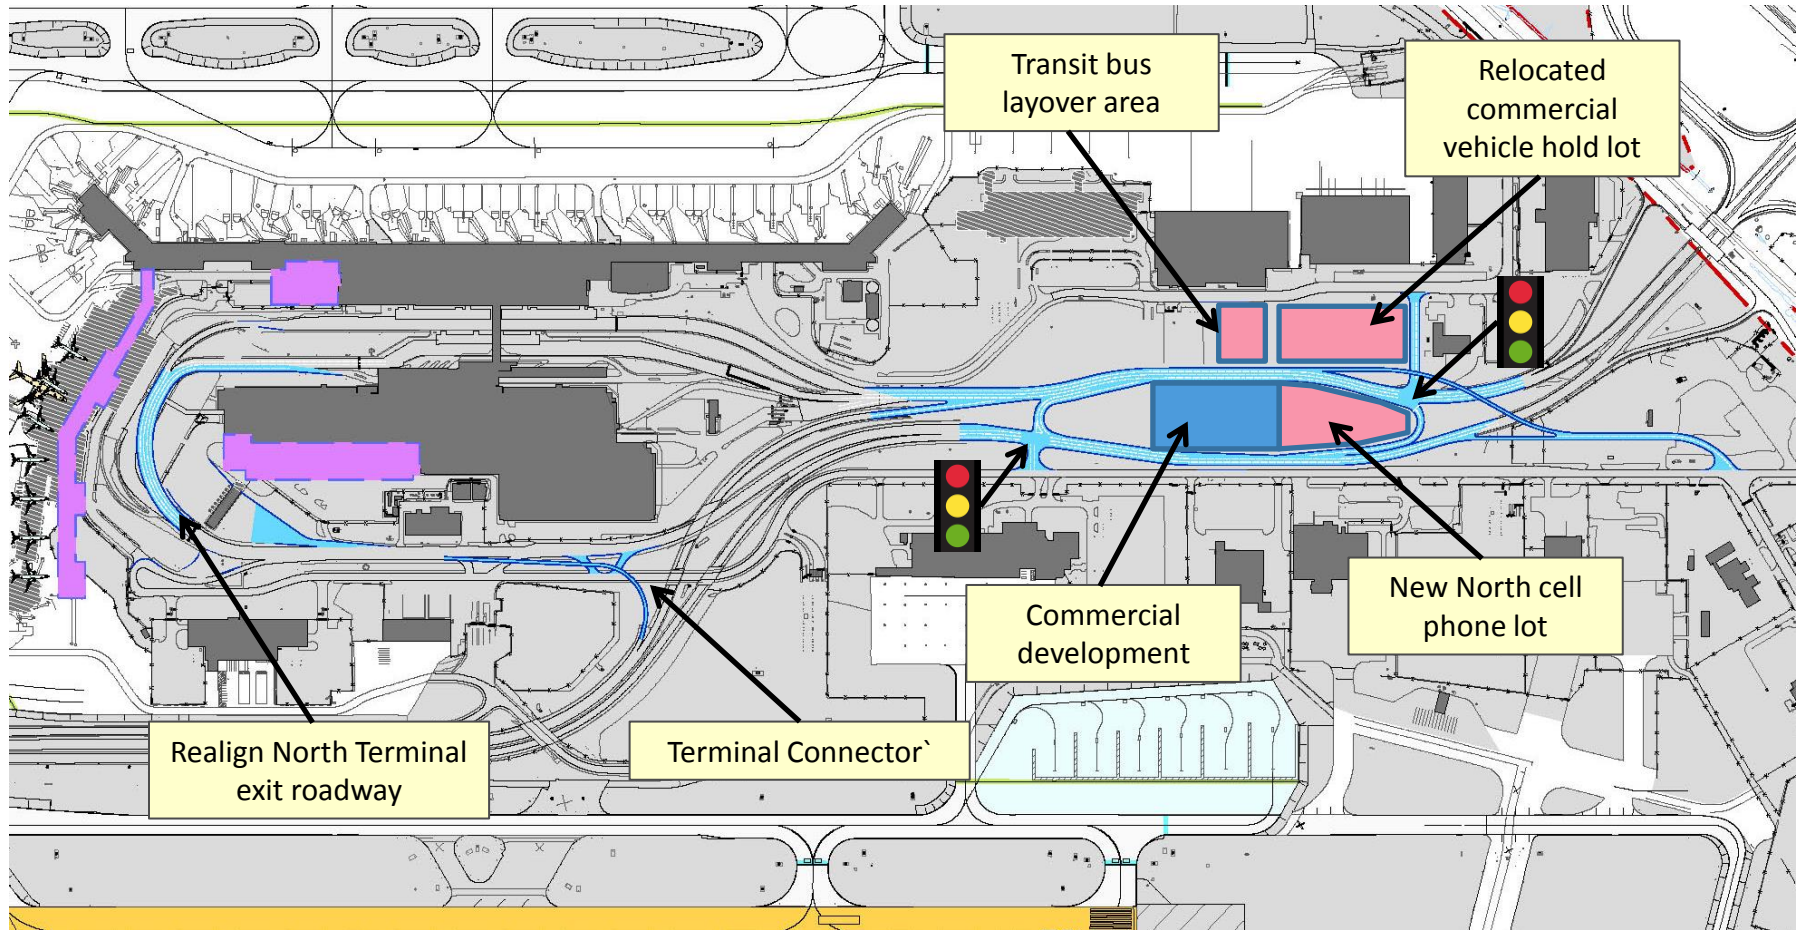 Transit bus
layover area
Relocated
commercial
vehicle hold lot
Commercial
development
New North cell
phone lot
Realign North Terminal
exit roadway
Terminal Connector`